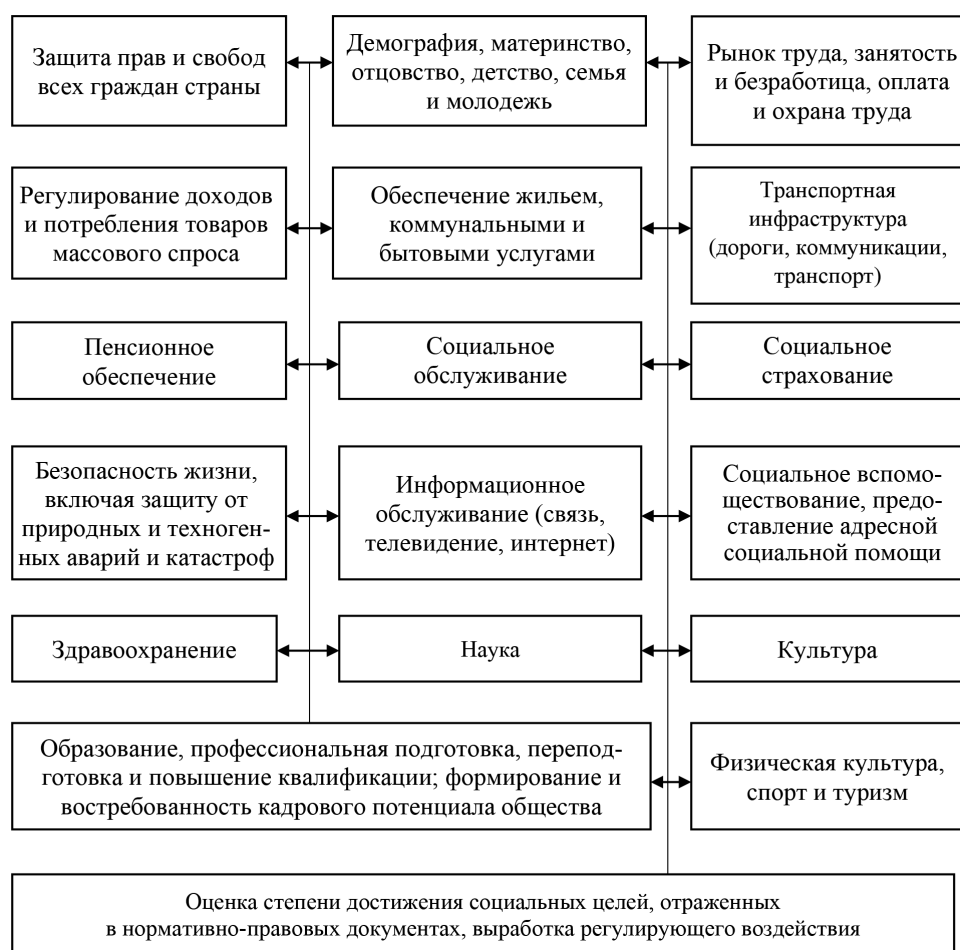 Защита прав и свобод
всех граждан страны
Демография, материнство,
отцовство, детство, семья
и молодежь
Рынок труда, занятость
и безработица, оплата
и охрана труда
Регулирование доходов
и потребления товаров
массового спроса
Обеспечение жильем,
коммунальными и
бытовыми услугами
Транспортная
инфраструктура
(дороги, коммуникации,
транспорт)
Пенсионное
обеспечение
Социальное
обслуживание
Социальное
страхование
Безопасность жизни,
включая защиту от
природных и техноген-
ных аварий и катастроф
Информационное
обслуживание (связь,
телевидение, интернет)
Социальное вспомо-
ществование, предо-
ставление адресной
социальной помощи
Здравоохранение
Наука
Культура
Образование, профессиональная подготовка, переподготовка
готовка и повышение квалификации; формирование и
востребованность кадрового потенциала общества
Физическая культура,
спорт и туризм
Оценка степени достижения социальных целей, отраженных
в нормативно-правовых документах, выработка регулирующего воздействия